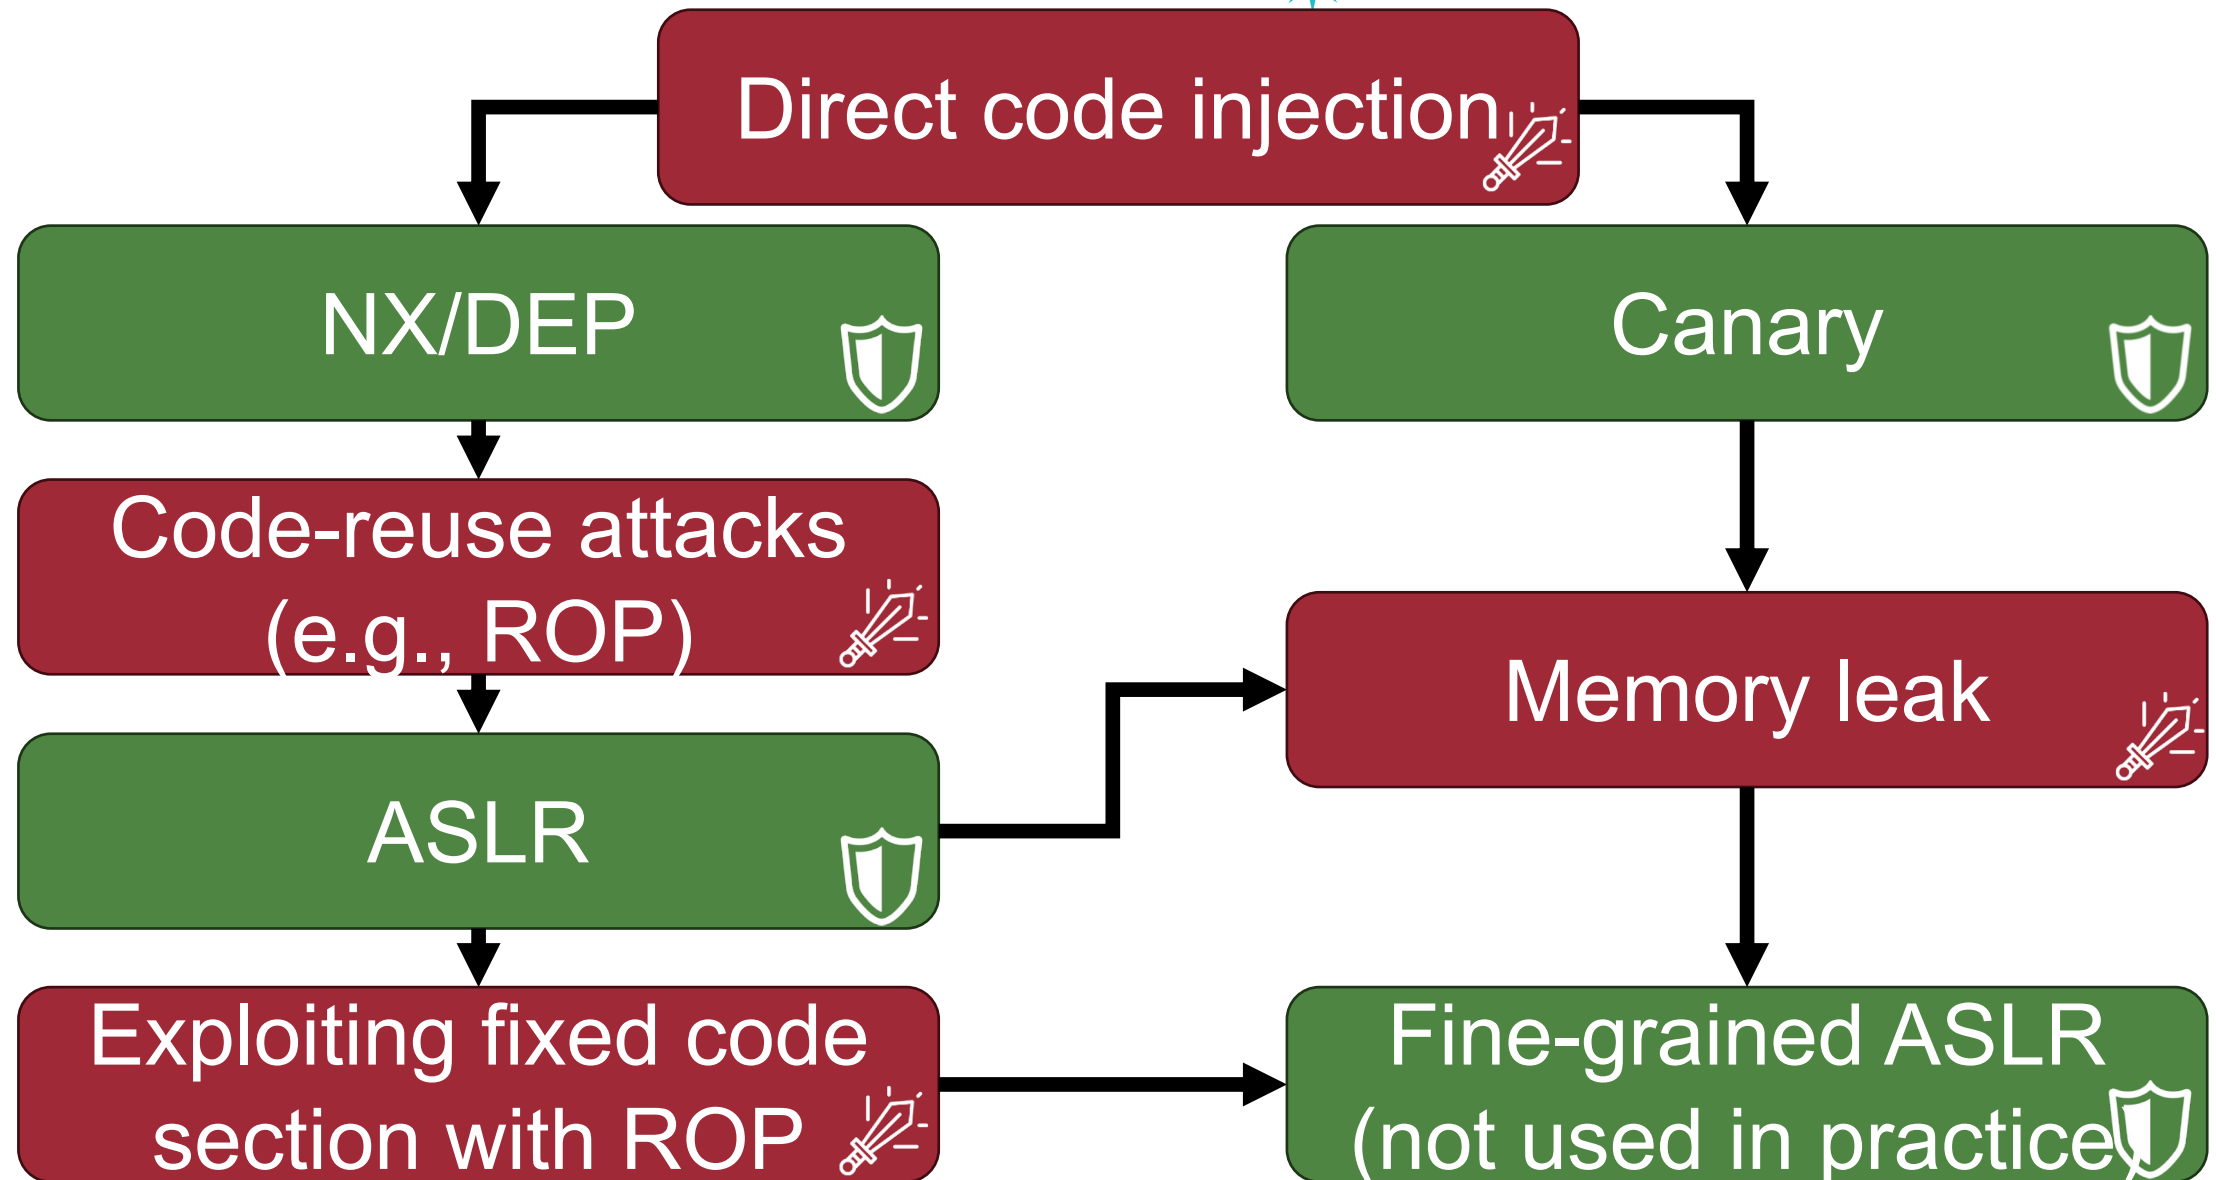 Direct code injection
NX/DEP
Canary
Code-reuse attacks
(e.g., ROP)
Memory leak
ASLR
Exploiting fixed code
section with ROP
Fine-grained ASLR
(not used in practice)